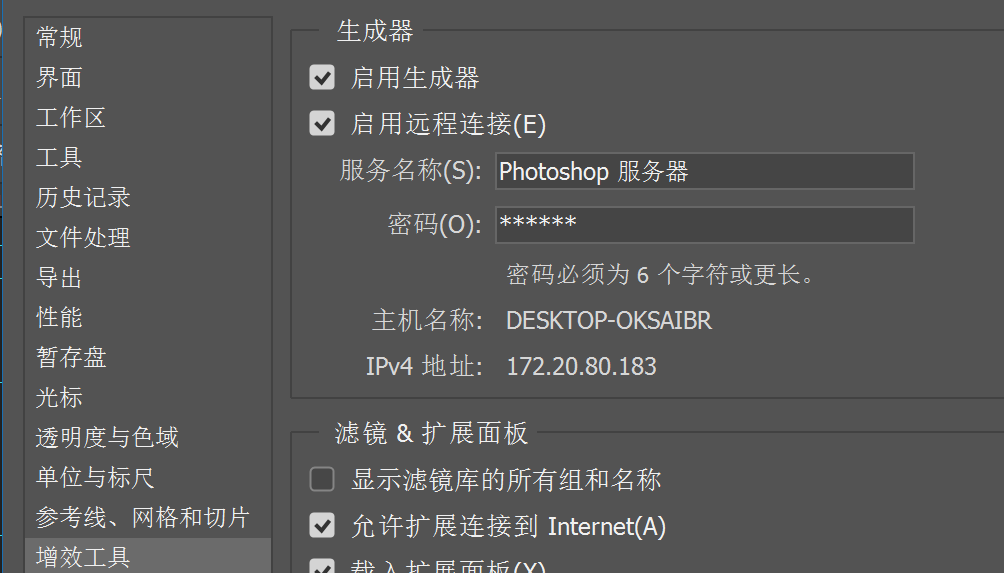 常规
界面
工作区
工具
历史记录
文件处理
导出
性能
暂存盘
光标
透明度与色域
单位与标尺
参考线、网格和切片
增效工具
生成器
启用生成器
启用远程连接(E)
服务名称(S): Photoshop 服务器
密码(O): ******
密码必须为 6 个字符或更长。
主机名称: DESKTOP-OKSAIBR
IPv4 地址: 172.20.80.183
滤镜 & 扩展面板
显示滤镜库的所有组和名称
允许扩展连接到 Internet(A)
载入扩展面板(X)